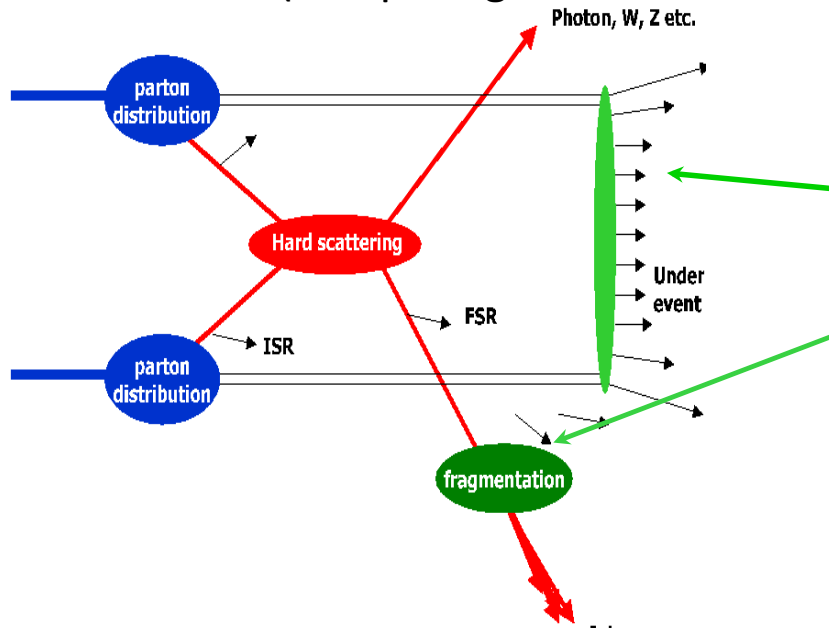 Photon, W, Z etc.
parton
distribution
Hard scattering
Under
event
FSR
ISR
parton
distribution
fragmentation